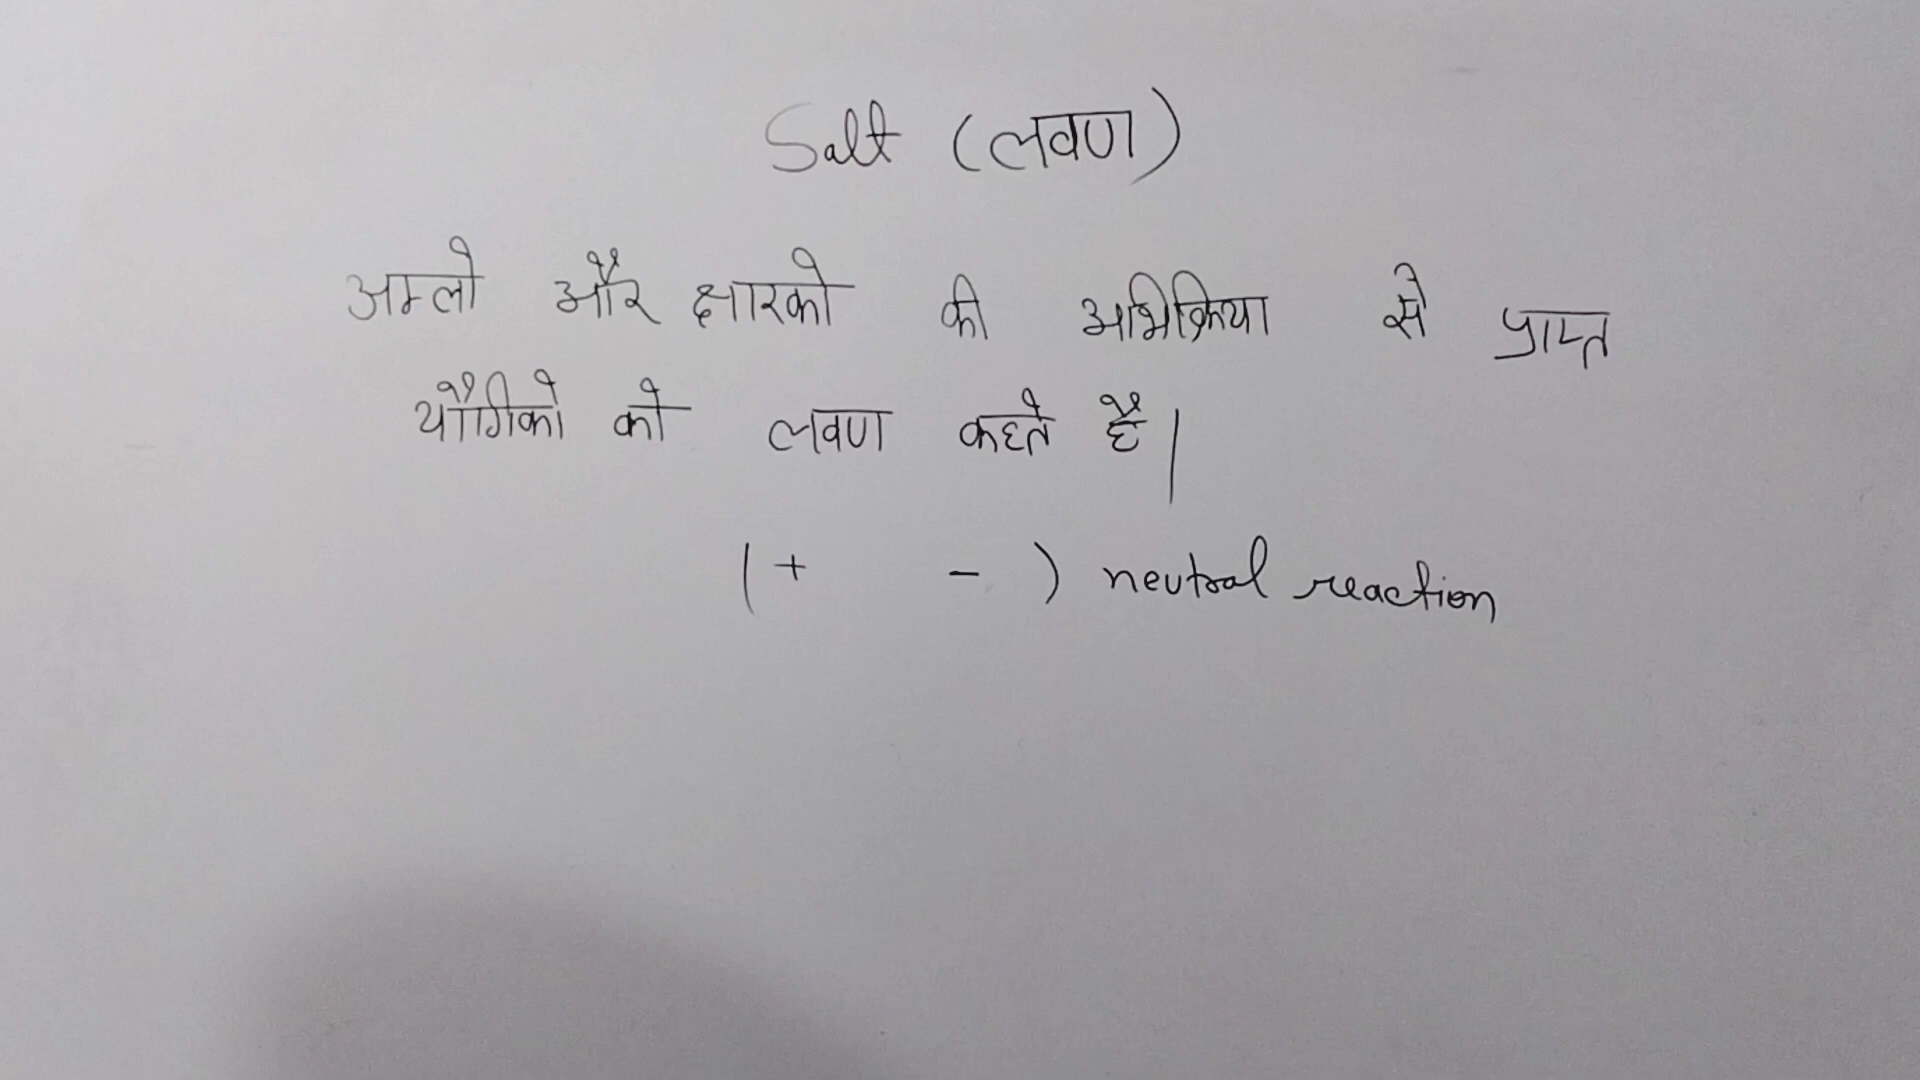 Salt (लवण)
अम्लो और क्षारको की अभिक्रिया से प्राप्त
यौगिको को लवण कहते है|
(+ - ) neutral reaction